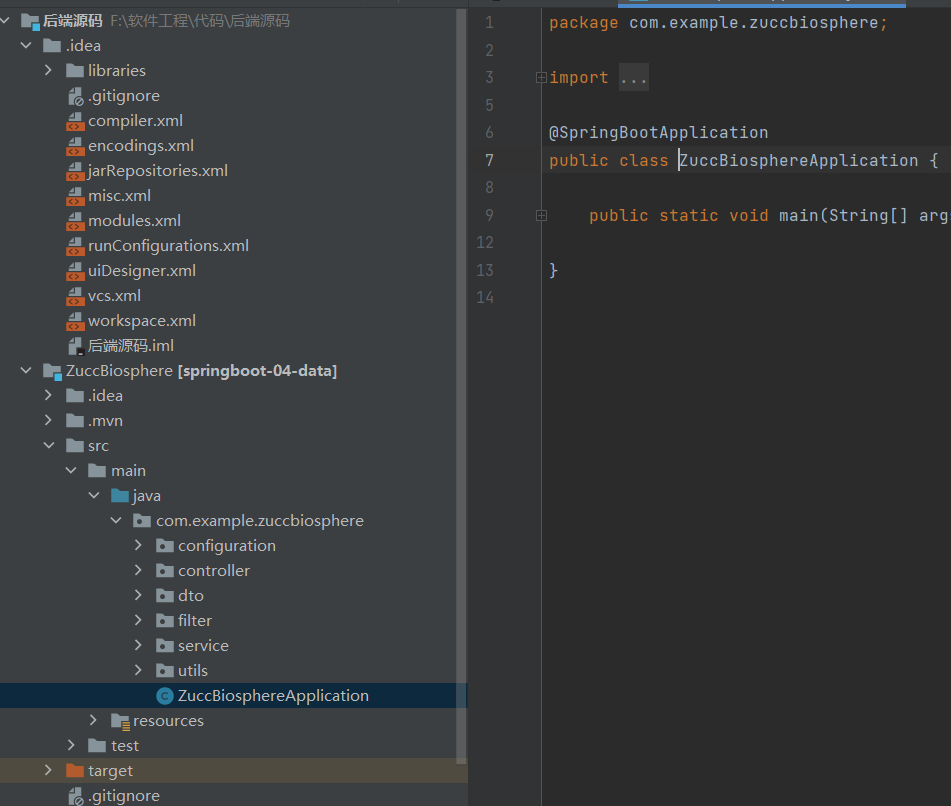 后端源码 F:\软件工程\代码\后端源码
.idea
libraries
.gitignore
compiler.xml
encodings.xml
jarRepositories.xml
misc.xml
modules.xml
runConfigurations.xml
uiDesigner.xml
vcs.xml
workspace.xml
后端源码.iml
ZuccBiosphere [springboot-04-data]
.idea
.mvn
src
main
java
com.example.zuccbiosphere
configuration
controller
dto
filter
service
utils
ZuccBiosphereApplication
resources
test
target
.gitignore
1 package com.example.zuccbiosphere;
2
3 import ...
5
6 @SpringBootApplication
7 public class ZuccBiosphereApplication {
8
9 public static void main(String[] arg
12
13 }
14